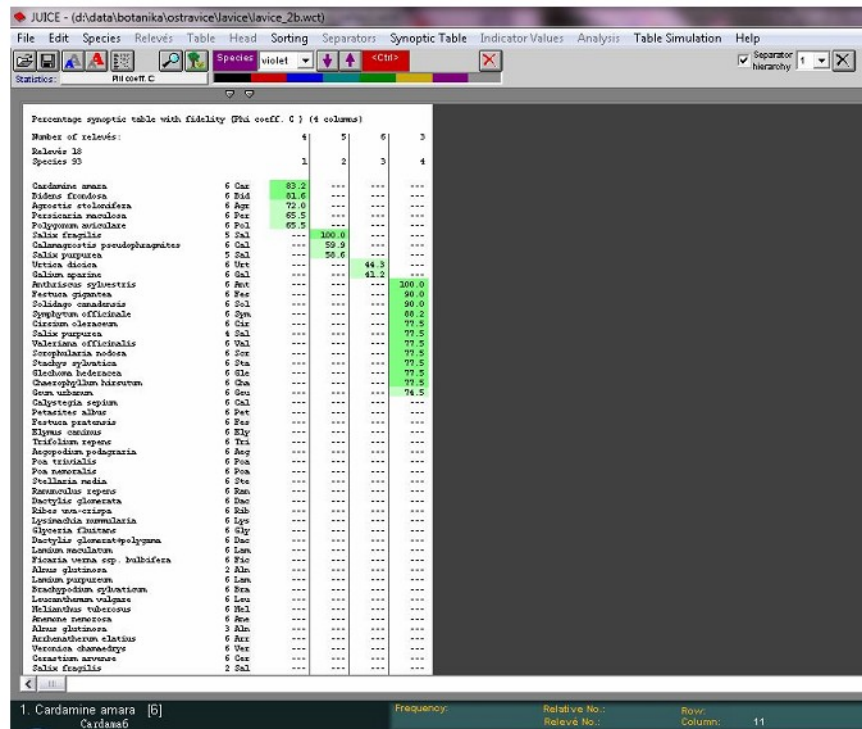 JUICE - (d:\data\botanika\ostravice\lavice\lavice_2b.wct)
File Edit Species Relevés Table Head Sorting Separators Synoptic Table Indicator Values Analysis Table Simulation Help
Species violet <Ctrl> Separator hierarchy 1
Statistics: Phi coeff. C
Percentage synoptic table with fidelity (Phi coeff. C ) (4 columns)
Number of relevés: 4 5 6 3
Relevés 18
Species 93 1 2 3 4
Cardamine amara 6 Car 83.2 --- --- ---
Bidens frondosa 6 Bid 81.6 --- --- ---
Agrostis stolonifera 6 Agr 72.0 --- --- ---
Persicaria maculosa 6 Per 65.5 --- --- ---
Polygonum aviculare 6 Pol 65.5 --- --- ---
Salix fragilis 5 Sal --- 100.0 --- ---
Calamagrostis pseudophragmites 6 Cal --- 59.9 --- ---
Salix purpurea 5 Sal --- 58.6 --- ---
Urtica dioica 6 Urt --- --- 44.3 ---
Galium aparine 6 Gal --- --- 41.2 ---
Anthriscus sylvestris 6 Ant --- --- --- 100.0
Festuca gigantea 6 Fes --- --- --- 90.0
Solidago canadensis 6 Sol --- --- --- 90.0
Symphytum officinale 6 Sym --- --- --- 88.2
Cirsium oleraceum 6 Cir --- --- --- 77.5
Salix purpurea 4 Sal --- --- --- 77.5
Valeriana officinalis 6 Val --- --- --- 77.5
Scrophularia nodosa 6 Scr --- --- --- 77.5
Stachys sylvatica 6 Sta --- --- --- 77.5
Glechoma hederacea 6 Gle --- --- --- 77.5
Chaerophyllum hirsutum 6 Cha --- --- --- 77.5
Geum urbanum 6 Geu --- --- --- 74.5
Calystegia sepium 6 Cal --- --- --- ---
Petasites albus 6 Pet --- --- --- ---
Festuca pratensis 6 Fes --- --- --- ---
Elymus caninus 6 Ely --- --- --- ---
Trifolium repens 6 Tri --- --- --- ---
Aegopodium podagraria 6 Aeg --- --- --- ---
Poa trivialis 6 Poa --- --- --- ---
Poa nemoralis 6 Poa --- --- --- ---
Stellaria media 6 Ste --- --- --- ---
Ranunculus repens 6 Ran --- --- --- ---
Dactylis glomerata 6 Dac --- --- --- ---
Ribes uva-crispa 6 Rib --- --- --- ---
Lysimachia nummularia 6 Lys --- --- --- ---
Glyceria fluitans 6 Gly --- --- --- ---
Dactylis glomerat+polygama 6 Dac --- --- --- ---
Lamium maculatum 6 Lam --- --- --- ---
Ficaria verna ssp. bulbifera 6 Fic --- --- --- ---
Alnus glutinosa 2 Aln --- --- --- ---
Lamium purpureum 6 Lam --- --- --- ---
Brachypodium sylvaticum 6 Bra --- --- --- ---
Leucanthemum vulgare 6 Leu --- --- --- ---
Helianthus tuberosus 6 Hel --- --- --- ---
Anemone nemorosa 6 Ane --- --- --- ---
Alnus glutinosa 3 Aln --- --- --- ---
Arrhenatherum elatius 6 Arr --- --- --- ---
Veronica chamaedrys 6 Ver --- --- --- ---
Cerastium arvense 6 Cer --- --- --- ---
Salix fragilis 2 Sal --- --- --- ---
1. Cardamine amara [6] Frequency: Relative No.: Row:
Cardama6 Relevé No.: Column: 11